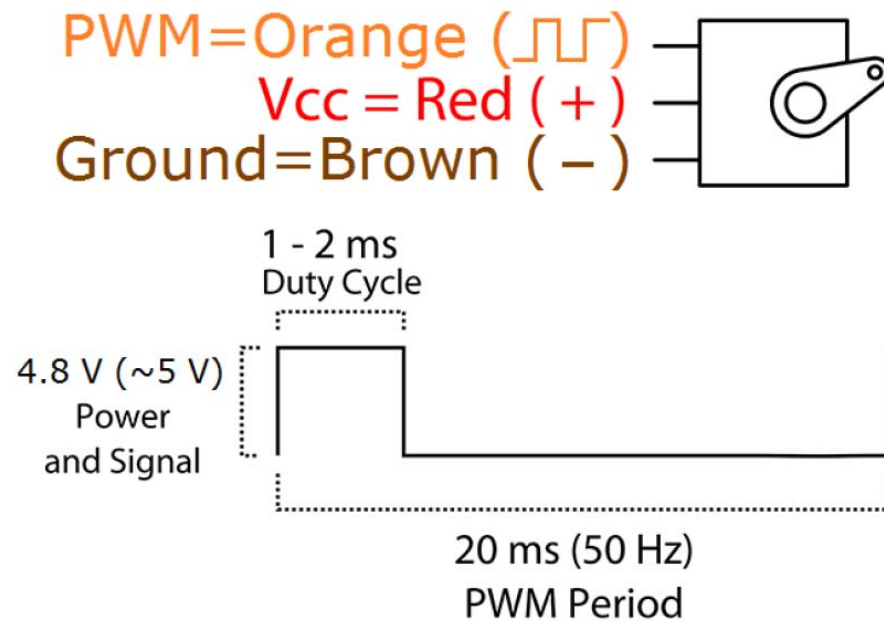 PWM=Orange (⎍⎍)
Vcc = Red ( + )
Ground=Brown ( − )
1 - 2 ms
Duty Cycle
4.8 V (~5 V)
Power
and Signal
20 ms (50 Hz)
PWM Period